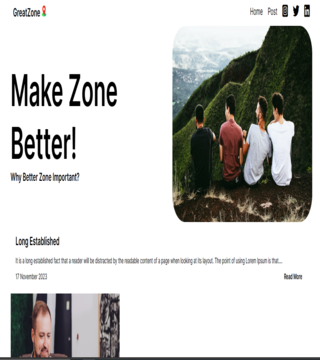 GreatZone
Home Post
Make Zone
Better!
Why Better Zone Important?
Long Established
It is a long established fact that a reader will be distracted by the readable content of a page when looking at its layout. The point of using Lorem Ipsum is that....
17 November 2023 Read More